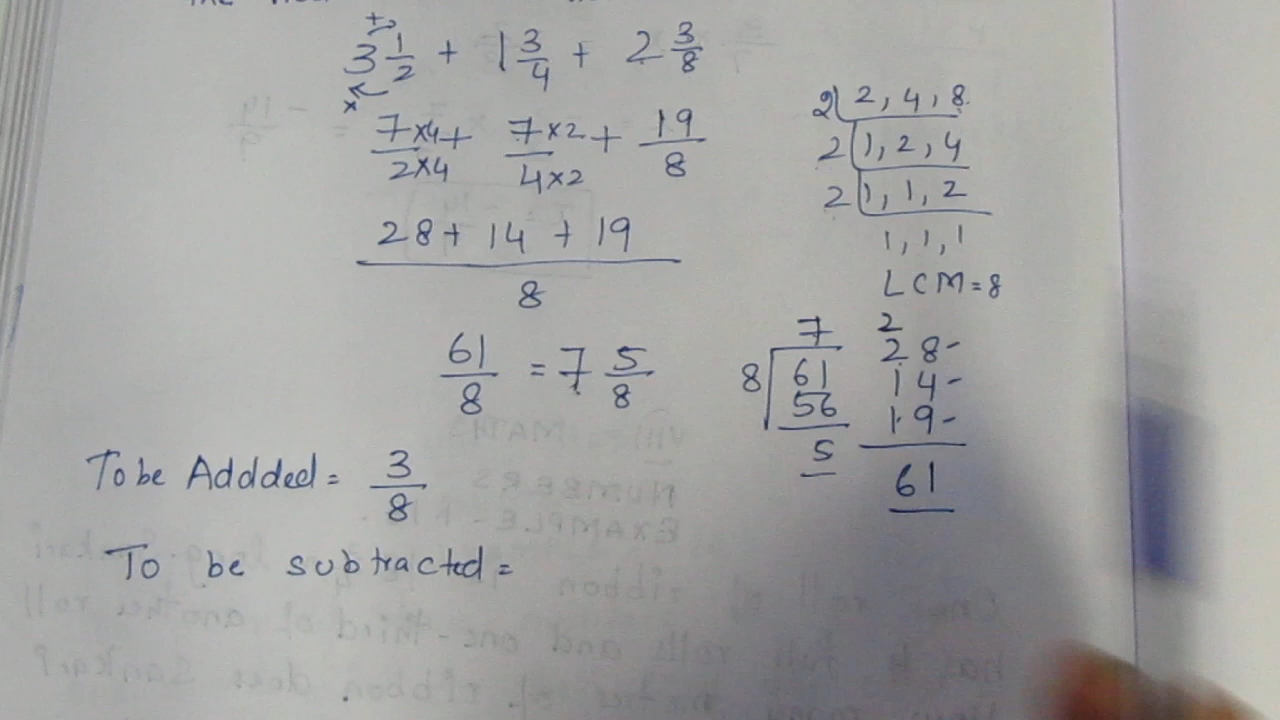 3 1/2 + 1 3/4 + 2 3/8
7×4/2×4 + 7×2/4×2 + 19/8
28 + 14 + 19
8
61/8 = 7 5/8
To be Addded = 3/8
To be subtracted =
2 | 2, 4, 8
2 | 1, 2, 4
2 | 1, 1, 2
1, 1, 1
LCM = 8
7
8 | 61
56
5
2
28-
14-
19-
61